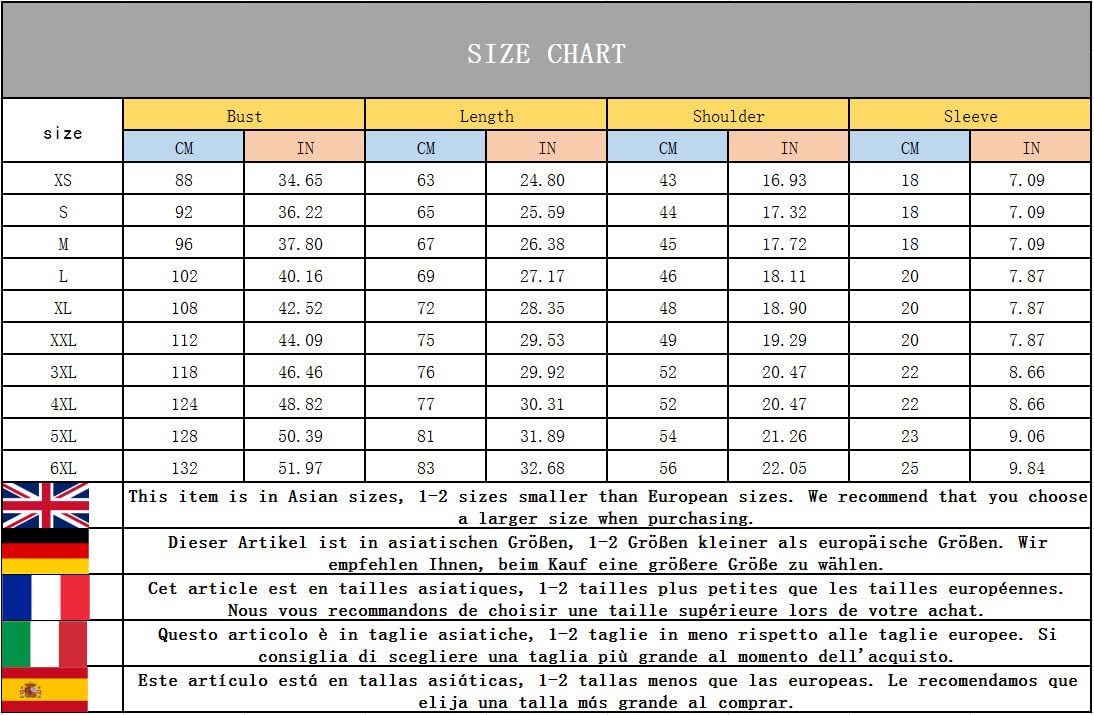 SIZE CHART
size Bust Length Shoulder Sleeve
CM IN CM IN CM IN CM IN
XS 88 34.65 63 24.80 43 16.93 18 7.09
S 92 36.22 65 25.59 44 17.32 18 7.09
M 96 37.80 67 26.38 45 17.72 18 7.09
L 102 40.16 69 27.17 46 18.11 20 7.87
XL 108 42.52 72 28.35 48 18.90 20 7.87
XXL 112 44.09 75 29.53 49 19.29 20 7.87
3XL 118 46.46 76 29.92 52 20.47 22 8.66
4XL 124 48.82 77 30.31 52 20.47 22 8.66
5XL 128 50.39 81 31.89 54 21.26 23 9.06
6XL 132 51.97 83 32.68 56 22.05 25 9.84
This item is in Asian sizes, 1-2 sizes smaller than European sizes. We recommend that you choose
a larger size when purchasing.
Dieser Artikel ist in asiatischen Größen, 1-2 Größen kleiner als europäische Größen. Wir
empfehlen Ihnen, beim Kauf eine größere Größe zu wählen.
Cet article est en tailles asiatiques, 1-2 tailles plus petites que les tailles européennes.
Nous vous recommandons de choisir une taille supérieure lors de votre achat.
Questo articolo è in taglie asiatiche, 1-2 taglie in meno rispetto alle taglie europee. Si
consiglia di scegliere una taglia più grande al momento dell'acquisto.
Este artículo está en tallas asiáticas, 1-2 tallas menos que las europeas. Le recomendamos que
elija una talla más grande al comprar.